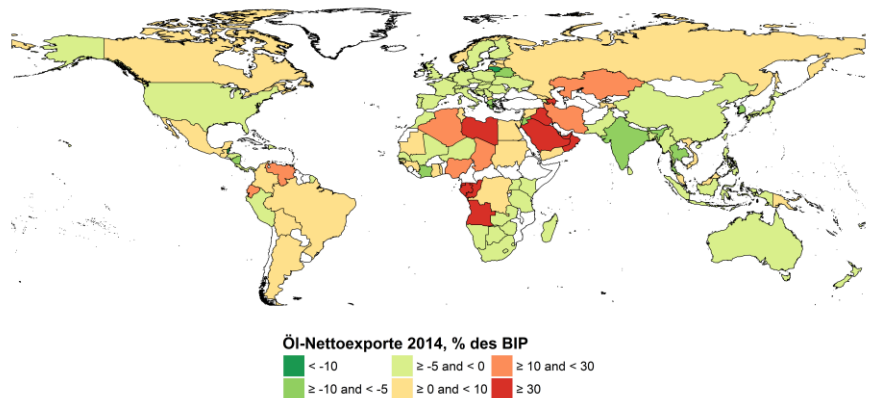 Öl-Nettoexporte 2014, % des BIP
< -10
≥ -5 and < 0
≥ 10 and < 30
≥ -10 and < -5
≥ 0 and < 10
≥ 30